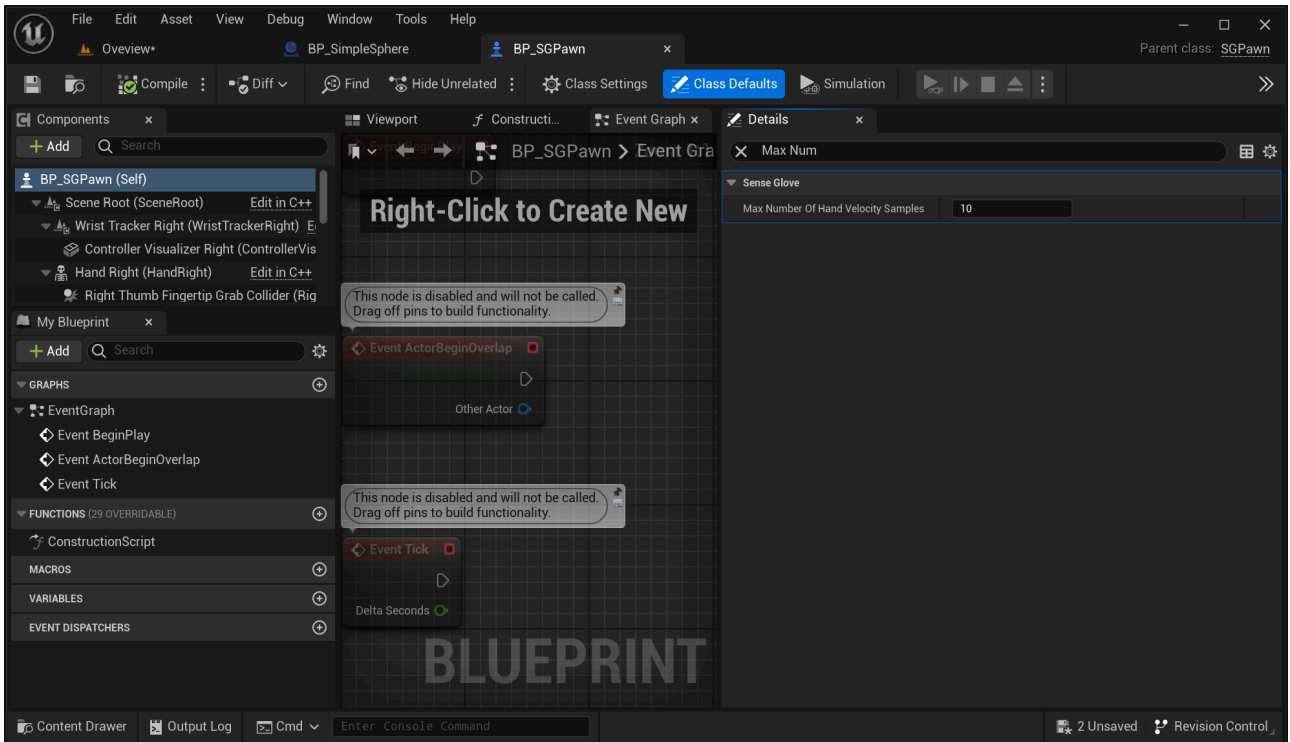 File Edit Asset View Debug Window Tools Help
Oveview*
BP_SimpleSphere
BP_SGPawn
Parent class: SGPawn
Compile
Diff
Find
Hide Unrelated
Class Settings
Class Defaults
Simulation
Components
+ Add
Search
BP_SGPawn (Self)
Scene Root (SceneRoot) Edit in C++
Wrist Tracker Right (WristTrackerRight) E
Controller Visualizer Right (ControllerVis
Hand Right (HandRight) Edit in C++
Right Thumb Fingertip Grab Collider (Rig
My Blueprint
+ Add
Search
GRAPHS
EventGraph
Event BeginPlay
Event ActorBeginOverlap
Event Tick
FUNCTIONS (29 OVERRIDABLE)
ConstructionScript
MACROS
VARIABLES
EVENT DISPATCHERS
Viewport
Constructi...
Event Graph
BP_SGPawn > Event Gra
Right-Click to Create New
This node is disabled and will not be called.
Drag off pins to build functionality.
Event ActorBeginOverlap
Other Actor
This node is disabled and will not be called.
Drag off pins to build functionality.
Event Tick
Delta Seconds
BLUEPRINT
Details
Max Num
Sense Glove
Max Number Of Hand Velocity Samples 10
Content Drawer
Output Log
Cmd
Enter Console Command
2 Unsaved
Revision Control